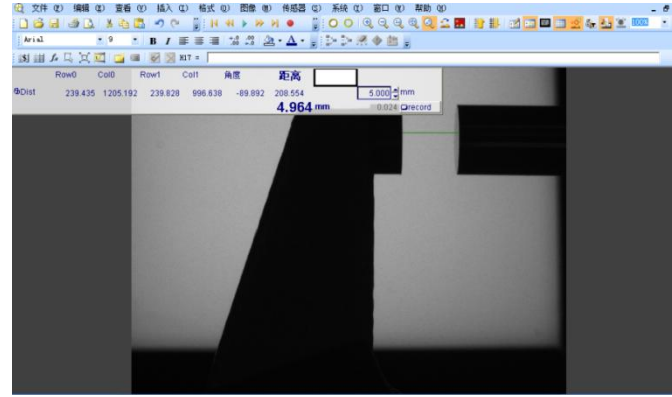 文件(F) 编辑(E) 查看(V) 插入(I) 格式(O) 图像(M) 传感器(S) 系统(Y) 窗口(W) 帮助(H)
Arial 9 B I 100%
H17 =
Row0 Col0 Row1 Col1 角度 距离
Dist 239.435 1205.192 239.828 996.638 -89.892 208.554 5.000 mm
4.964 mm 0.024 record